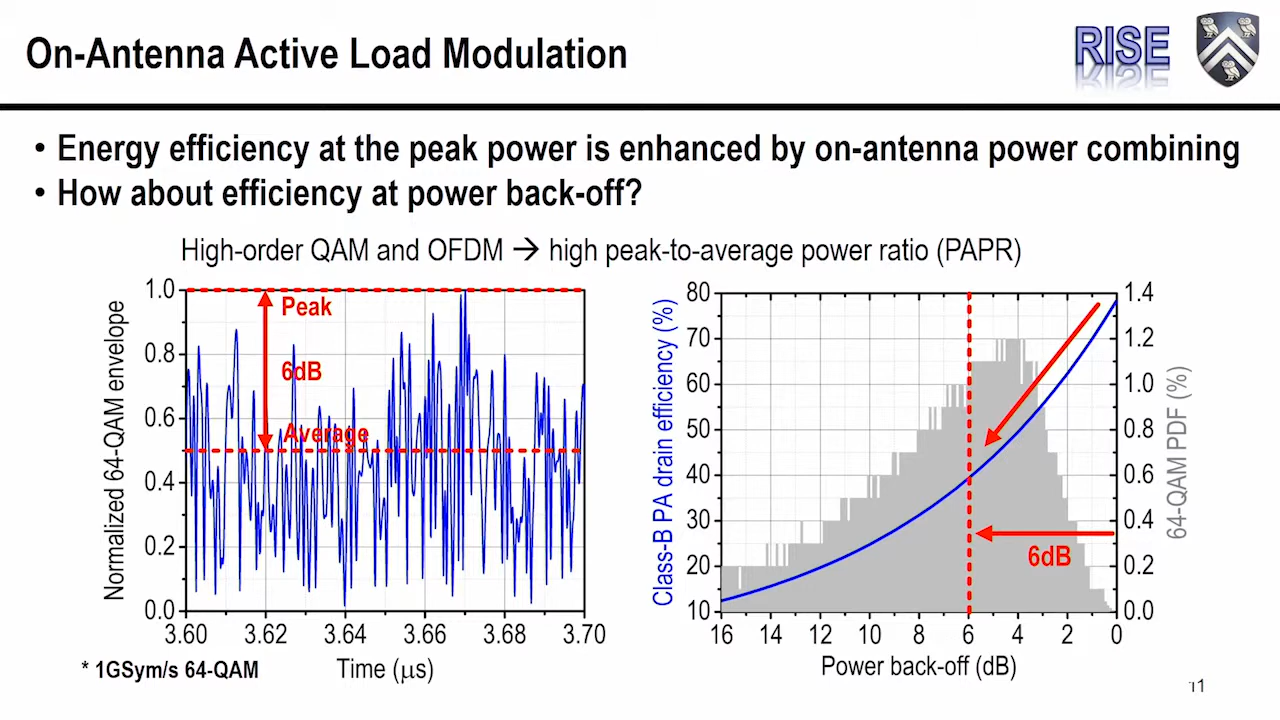 On-Antenna Active Load Modulation
RISE
• Energy efficiency at the peak power is enhanced by on-antenna power combining
• How about efficiency at power back-off?
High-order QAM and OFDM → high peak-to-average power ratio (PAPR)
Normalized 64-QAM envelope
1.0
0.8
0.6
0.4
0.2
0.0
Peak
6dB
Average
3.60 3.62 3.64 3.66 3.68 3.70
Time (μs)
* 1GSym/s 64-QAM
Class-B PA drain efficiency (%)
80
70
60
50
40
30
20
10
6dB
1.4
1.2
1.0
0.8
0.6
0.4
0.2
0.0
64-QAM PDF (%)
16 14 12 10 8 6 4 2 0
Power back-off (dB)
11